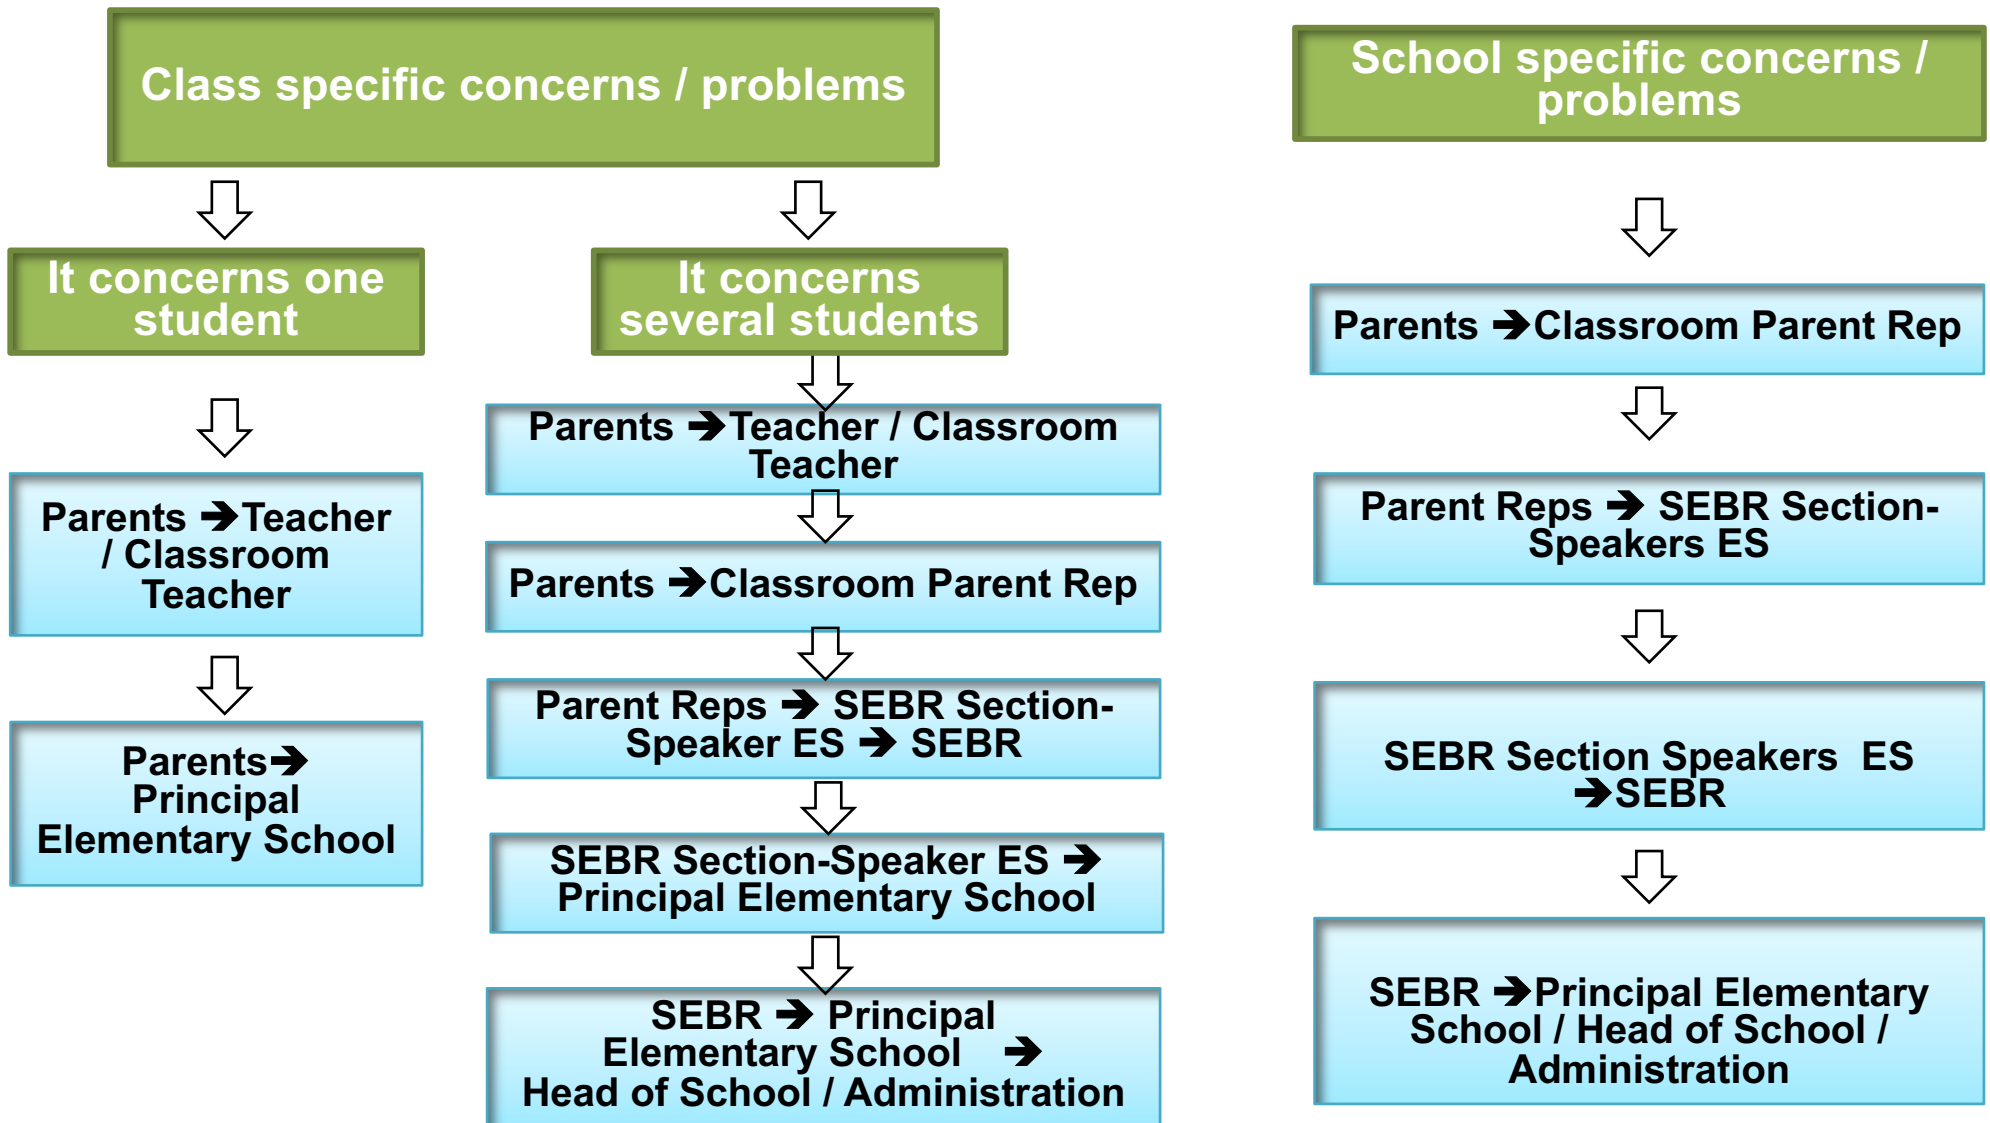 Class specific concerns / problems
It concerns one
student
Parents ➔Teacher
/ Classroom
Teacher
Parents➔
Principal
Elementary School
It concerns
several students
Parents ➔Teacher / Classroom
Teacher
Parents ➔Classroom Parent Rep
Parent Reps ➔ SEBR Section-
Speaker ES ➔ SEBR
SEBR Section-Speaker ES ➔
Principal Elementary School
SEBR ➔ Principal
Elementary School ➔
Head of School / Administration
School specific concerns /
problems
Parents ➔Classroom Parent Rep
Parent Reps ➔ SEBR Section-
Speakers ES
SEBR Section Speakers ES
➔SEBR
SEBR ➔Principal Elementary
School / Head of School /
Administration